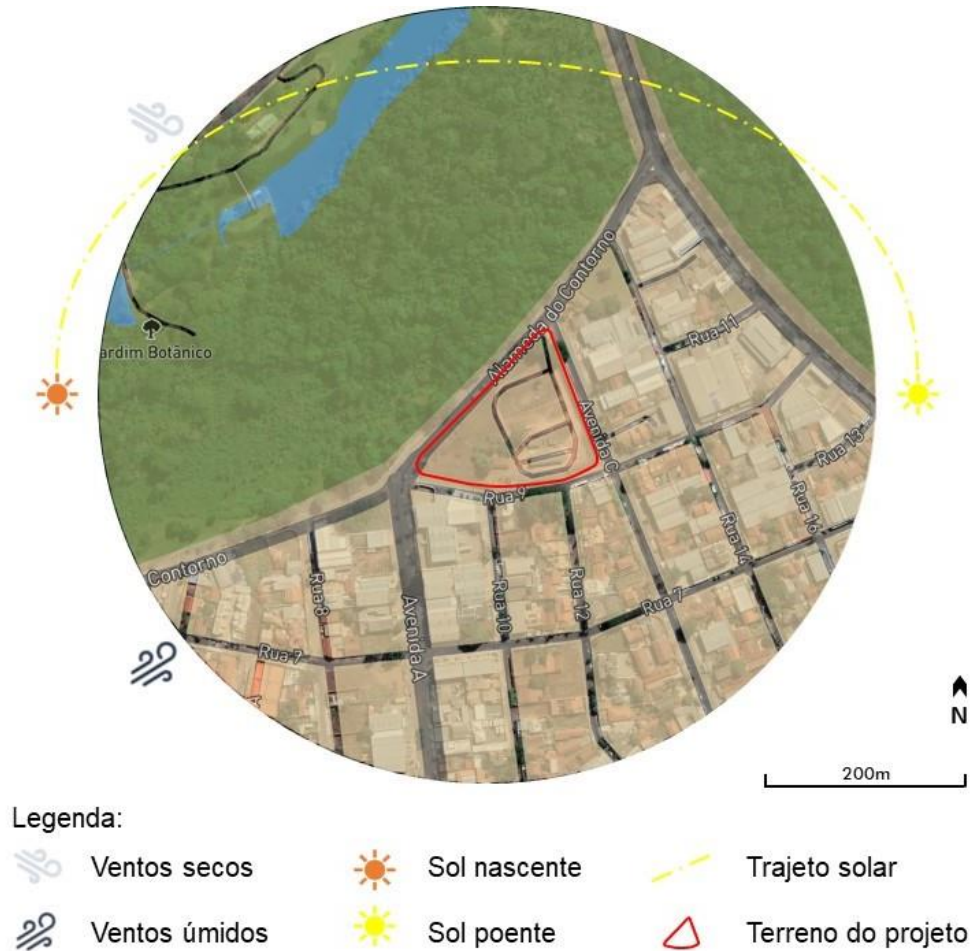 Alameda do Contorno
Rua 11
ardim Botânico
Avenida C
Rua 13
Rua 9
Rua 16
Contorno
Rua 14
Rua 8
Rua 10
Rua 12
Rua 7
Avenida A
Rua 7
N
200m
Legenda:
Ventos secos
Sol nascente
Trajeto solar
Ventos úmidos
Sol poente
Terreno do projeto